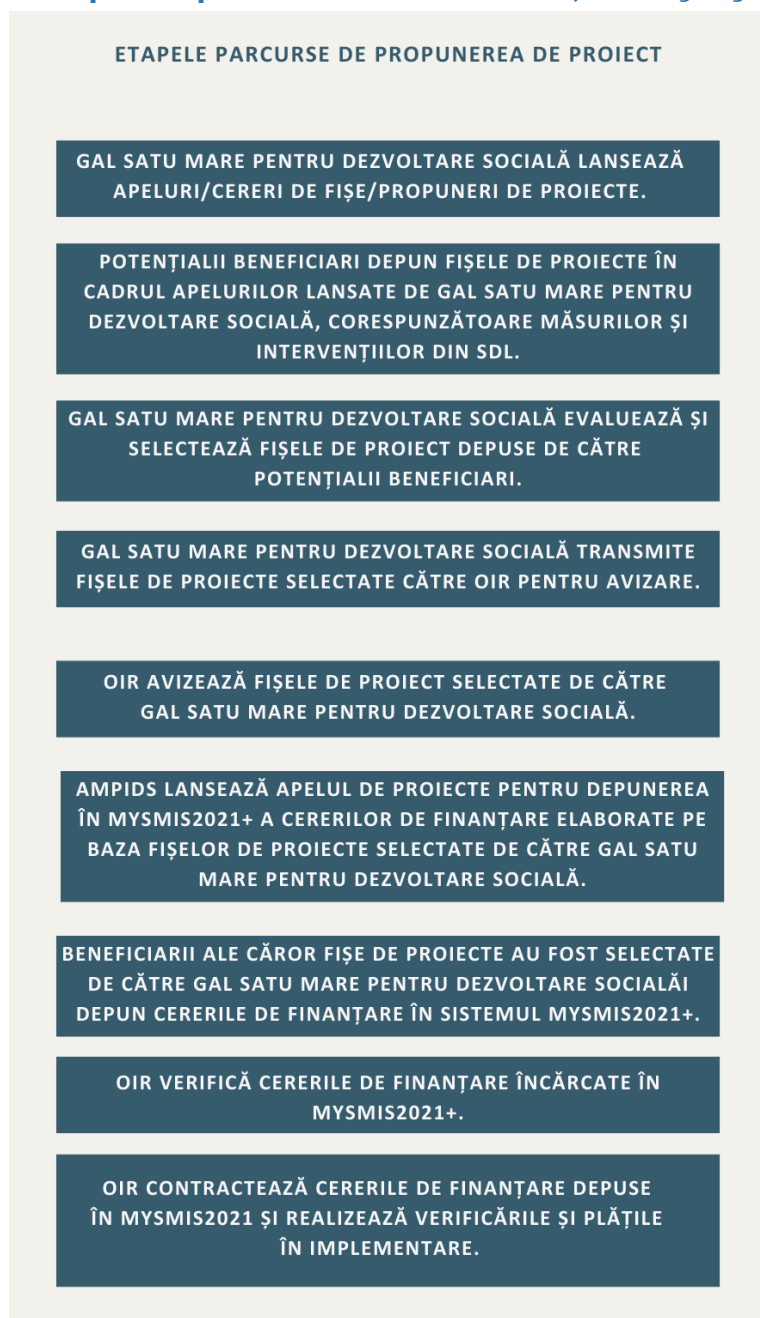 ETAPELE PARCURSE DE PROPUNEREA DE PROIECT
GAL SATU MARE PENTRU DEZVOLTARE SOCIALĂ LANSEAZĂ
APELURI/CERERI DE FIȘE/PROPUNERI DE PROIECTE.
POTENȚIALII BENEFICIARI DEPUN FIȘELE DE PROIECTE ÎN
CADRUL APELURILOR LANSATE DE GAL SATU MARE PENTRU
DEZVOLTARE SOCIALĂ, CORESPUNZĂTOARE MĂSURILOR ȘI
INTERVENȚIILOR DIN SDL.
GAL SATU MARE PENTRU DEZVOLTARE SOCIALĂ EVALUEAZĂ ȘI
SELECTEAZĂ FIȘELE DE PROIECT DEPUSE DE CĂTRE
POTENȚIALII BENEFICIARI.
GAL SATU MARE PENTRU DEZVOLTARE SOCIALĂ TRANSMITE
FIȘELE DE PROIECTE SELECTATE CĂTRE OIR PENTRU AVIZARE.
OIR AVIZEAZĂ FIȘELE DE PROIECT SELECTATE DE CĂTRE
GAL SATU MARE PENTRU DEZVOLTARE SOCIALĂ.
AMPIDS LANSEAZĂ APELUL DE PROIECTE PENTRU DEPUNEREA
ÎN MYSMIS2021+ A CERERILOR DE FINANȚARE ELABORATE PE
BAZA FIȘELOR DE PROIECTE SELECTATE DE CĂTRE GAL SATU
MARE PENTRU DEZVOLTARE SOCIALĂ.
BENEFICIARII ALE CĂROR FIȘE DE PROIECTE AU FOST SELECTATE
DE CĂTRE GAL SATU MARE PENTRU DEZVOLTARE SOCIALĂI
DEPUN CERERILE DE FINANȚARE ÎN SISTEMUL MYSMIS2021+.
OIR VERIFICĂ CERERILE DE FINANȚARE ÎNCĂRCATE ÎN
MYSMIS2021+.
OIR CONTRACTEAZĂ CERERILE DE FINANȚARE DEPUSE
ÎN MYSMIS2021 ȘI REALIZEAZĂ VERIFICĂRILE ȘI PLĂȚILE
ÎN IMPLEMENTARE.